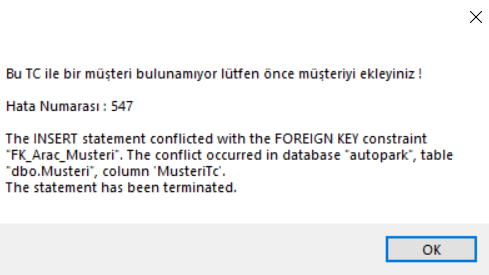 Bu TC ile bir müşteri bulunamıyor lütfen önce müşteriyi ekleyiniz !
Hata Numarası : 547
The INSERT statement conflicted with the FOREIGN KEY constraint
"FK_Arac_Musteri". The conflict occurred in database "autopark", table
"dbo.Musteri", column 'MusteriTc'.
The statement has been terminated.
OK